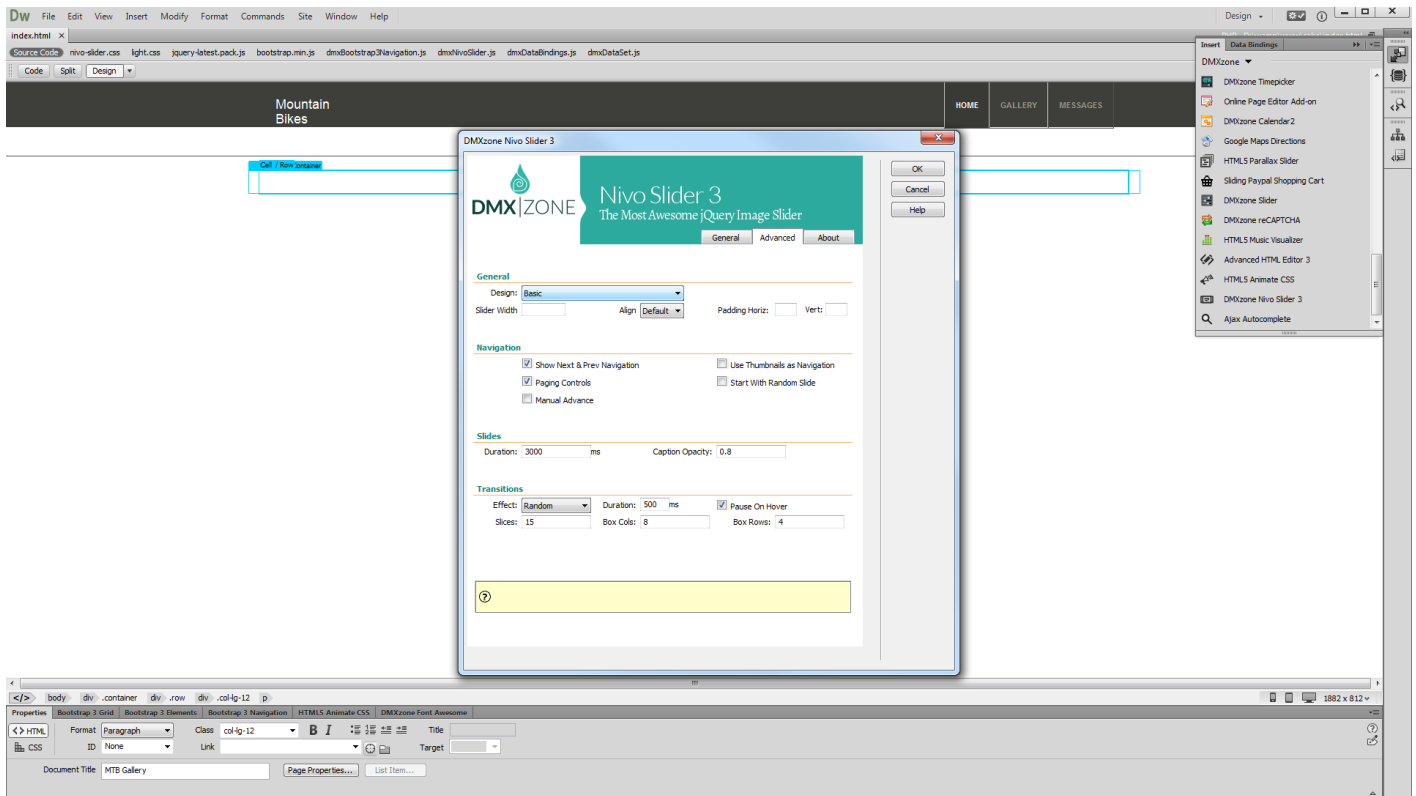 Dw File Edit View Insert Modify Format Commands Site Window Help Design
index.html ×
Source Code nivo-slider.css light.css jquery-latest.pack.js bootstrap.min.js dmxBootstrap3Navigation.js dmxNivoSlider.js dmxDataBindings.js dmxDataSet.js
Code Split Design
Mountain
Bikes
HOME GALLERY MESSAGES
Cell / Row
DMXzone Nivo Slider 3
DMX ZONE
Nivo Slider 3
The Most Awesome jQuery Image Slider
General Advanced About
OK
Cancel
Help
General
Design: Basic
Slider Width Align Default Padding Horiz: Vert:
Navigation
Show Next & Prev Navigation Use Thumbnails as Navigation
Paging Controls Start With Random Slide
Manual Advance
Slides
Duration: 3000 ms Caption Opacity: 0.8
Transitions
Effect: Random Duration: 500 ms Pause On Hover
Slices: 15 Box Cols: 8 Box Rows: 4
Insert Data Bindings
DMXzone
DMXzone Timepicker
Online Page Editor Add-on
DMXzone Calendar2
Google Maps Directions
HTML5 Parallax Slider
Sliding Paypal Shopping Cart
DMXzone Slider
DMXzone reCAPTCHA
HTML5 Music Visualizer
Advanced HTML Editor 3
HTML5 Animate CSS
DMXzone Nivo Slider 3
Ajax Autocomplete
</> body div .container div .row div .col-lg-12 p 1882 x 812
Properties Bootstrap 3 Grid Bootstrap 3 Elements Bootstrap 3 Navigation HTML5 Animate CSS DMXzone Font Awesome
<> HTML Format Paragraph Class col-lg-12 B I Title
CSS ID None Link Target
Document Title MTB Gallery Page Properties... List Item...